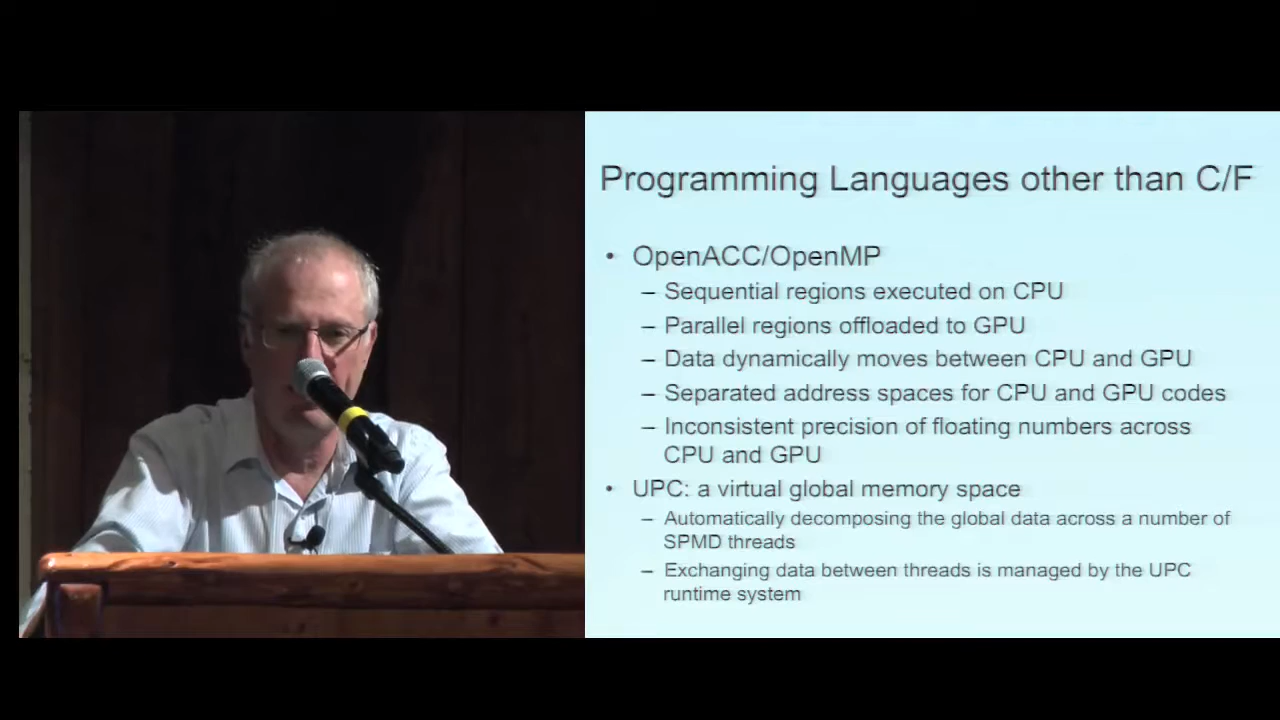 Programming Languages other than C/F
• OpenACC/OpenMP
– Sequential regions executed on CPU
– Parallel regions offloaded to GPU
– Data dynamically moves between CPU and GPU
– Separated address spaces for CPU and GPU codes
– Inconsistent precision of floating numbers across
CPU and GPU
• UPC: a virtual global memory space
– Automatically decomposing the global data across a number of
SPMD threads
– Exchanging data between threads is managed by the UPC
runtime system